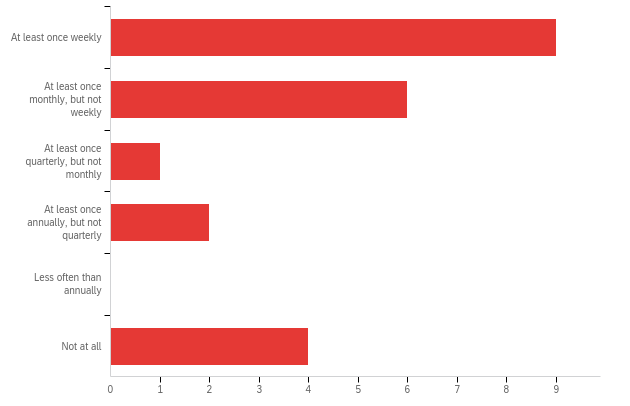 At least once weekly
At least once
monthly, but not
weekly
At least once
quarterly, but not
monthly
At least once
annually, but not
quarterly
Less often than
annually
Not at all
0 1 2 3 4 5 6 7 8 9